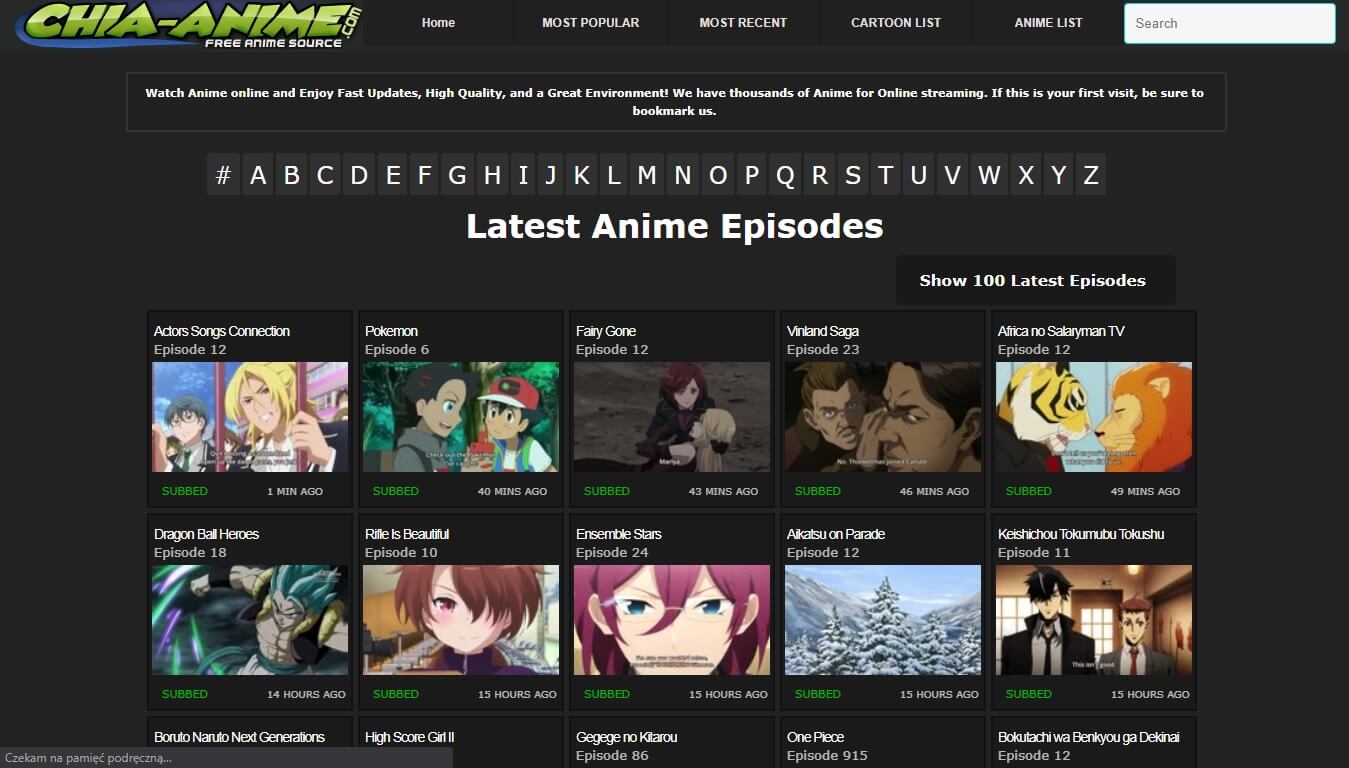 CHIA-ANIME.COM
FREE ANIME SOURCE
Home
MOST POPULAR
MOST RECENT
CARTOON LIST
ANIME LIST
Search
Watch Anime online and Enjoy Fast Updates, High Quality, and a Great Environment! We have thousands of Anime for Online streaming. If this is your first visit, be sure to
bookmark us.
# A B C D E F G H I J K L M N O P Q R S T U V W X Y Z
Latest Anime Episodes
Show 100 Latest Episodes
Actors Songs Connection
Episode 12
SUBBED 1 MIN AGO
Pokemon
Episode 6
Check out the Pokemon
I've caught!
SUBBED 40 MINS AGO
Fairy Gone
Episode 12
Marlya...
SUBBED 43 MINS AGO
Vinland Saga
Episode 23
No. Thorkell has joined Canute
SUBBED 46 MINS AGO
Africa no Salaryman TV
Episode 12
SUBBED 49 MINS AGO
Dragon Ball Heroes
Episode 18
SUBBED 14 HOURS AGO
Rifle Is Beautiful
Episode 10
SUBBED 15 HOURS AGO
Ensemble Stars
Episode 24
SUBBED 15 HOURS AGO
Aikatsu on Parade
Episode 12
SUBBED 15 HOURS AGO
Keishichou Tokumubu Tokushu
Episode 11
This isn't good.
SUBBED 15 HOURS AGO
Boruto Naruto Next Generations
High Score Girl II
Gegege no Kitarou
Episode 86
One Piece
Episode 915
Bokutachi wa Benkyou ga Dekinai
Episode 12
Czekam na pamięć podręczną...